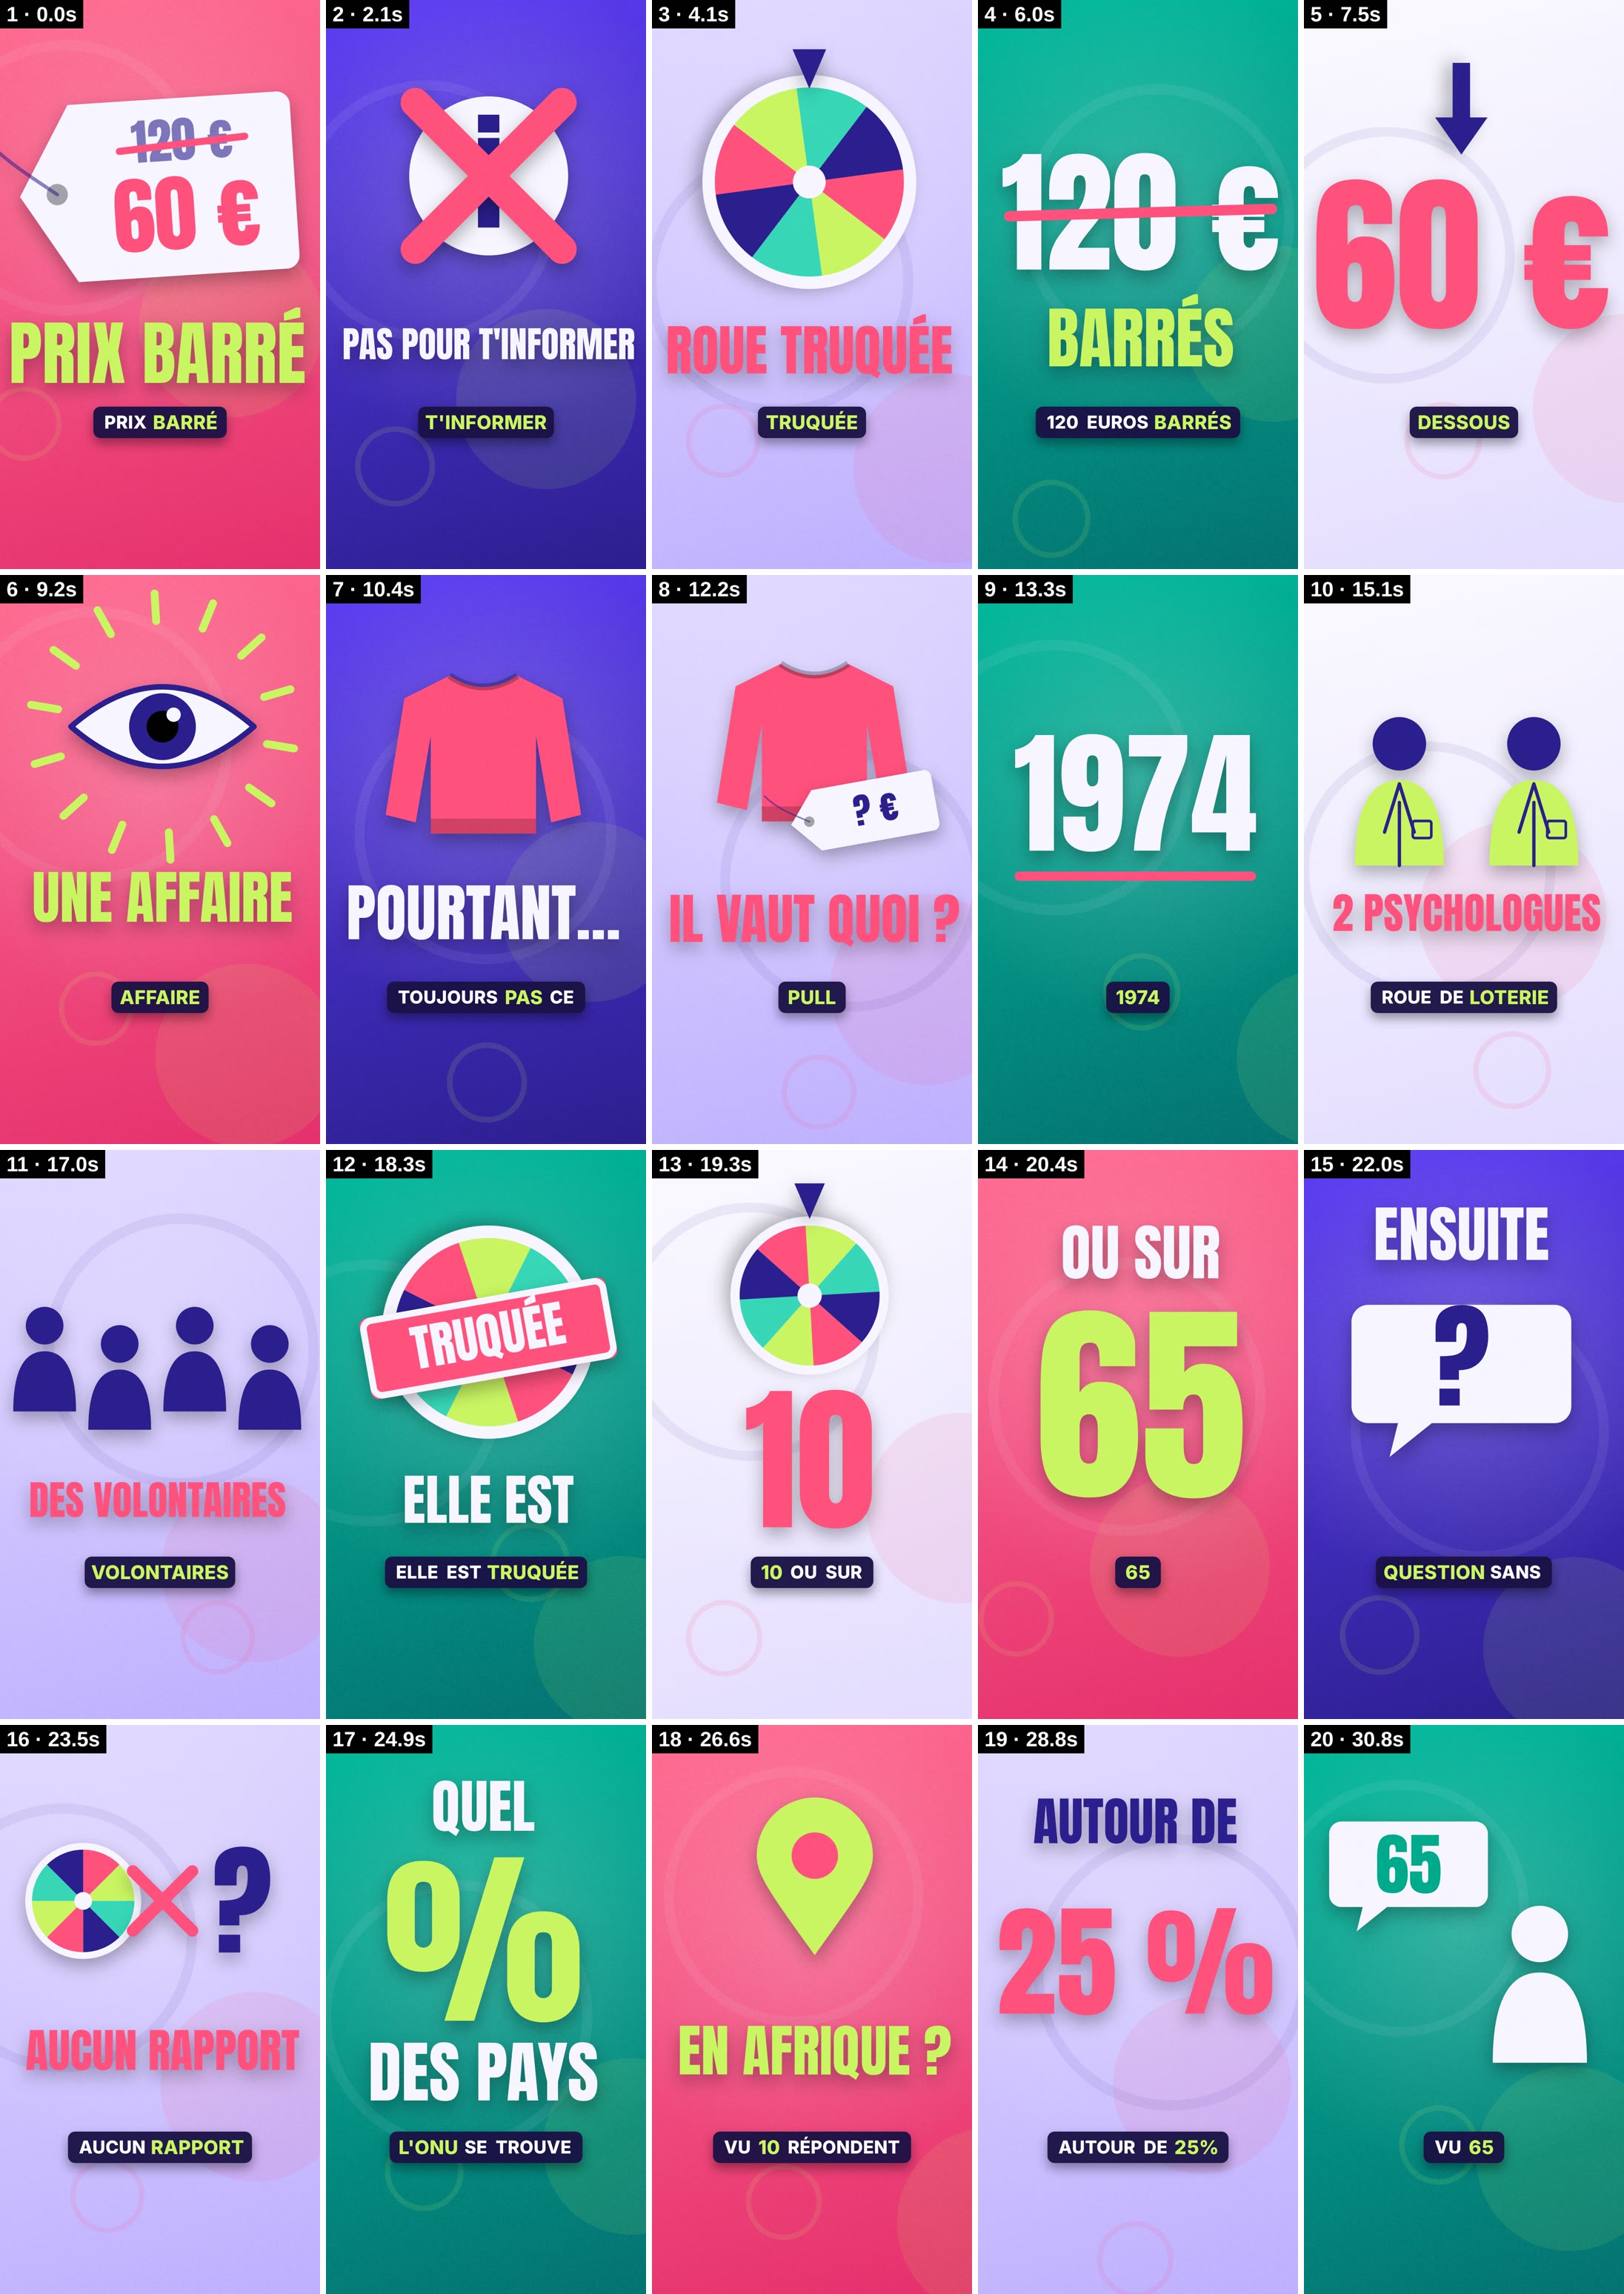 1 · 0.0s
120 €
60 €
PRIX BARRÉ
PRIX BARRÉ
2 · 2.1s
i
PAS POUR T'INFORMER
T'INFORMER
3 · 4.1s
ROUE TRUQUÉE
TRUQUÉE
4 · 6.0s
120 €
BARRÉS
120 EUROS BARRÉS
5 · 7.5s
60 €
DESSOUS
6 · 9.2s
UNE AFFAIRE
AFFAIRE
7 · 10.4s
POURTANT...
TOUJOURS PAS CE
8 · 12.2s
? €
IL VAUT QUOI ?
PULL
9 · 13.3s
1974
1974
10 · 15.1s
2 PSYCHOLOGUES
ROUE DE LOTERIE
11 · 17.0s
DES VOLONTAIRES
VOLONTAIRES
12 · 18.3s
TRUQUÉE
ELLE EST
ELLE EST TRUQUÉE
13 · 19.3s
10
10 OU SUR
14 · 20.4s
OU SUR
65
65
15 · 22.0s
ENSUITE
?
QUESTION SANS
16 · 23.5s
?
AUCUN RAPPORT
AUCUN RAPPORT
17 · 24.9s
QUEL
%
DES PAYS
L'ONU SE TROUVE
18 · 26.6s
EN AFRIQUE ?
VU 10 RÉPONDENT
19 · 28.8s
AUTOUR DE
25 %
AUTOUR DE 25%
20 · 30.8s
65
VU 65